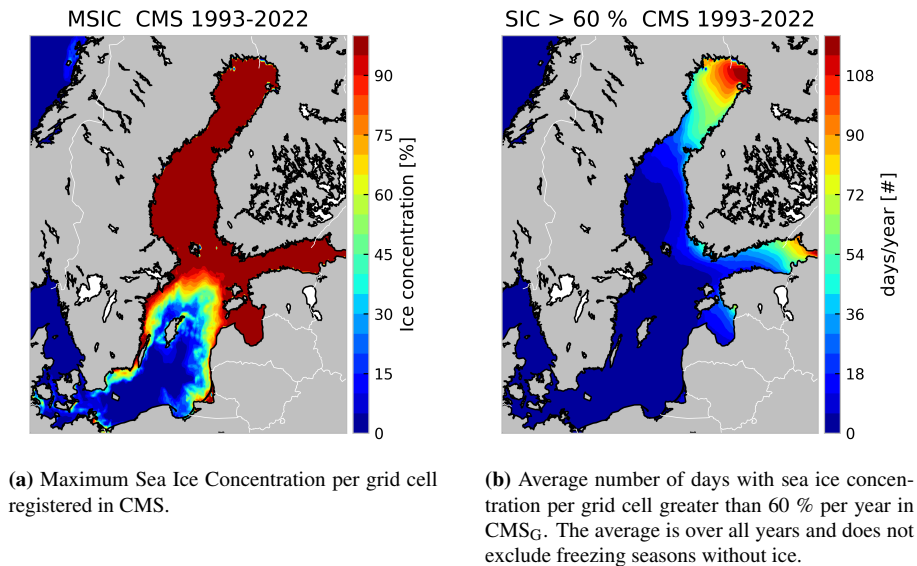 MSIC  CMS 1993-2022
90
75
60
45
30
15
0
Ice concentration [%]
SIC > 60 %  CMS 1993-2022
108
90
72
54
36
18
0
days/year [#]
(a) Maximum Sea Ice Concentration per grid cell
registered in CMS.
(b) Average number of days with sea ice concen-
tration per grid cell greater than 60 % per year in
CMSG. The average is over all years and does not
exclude freezing seasons without ice.